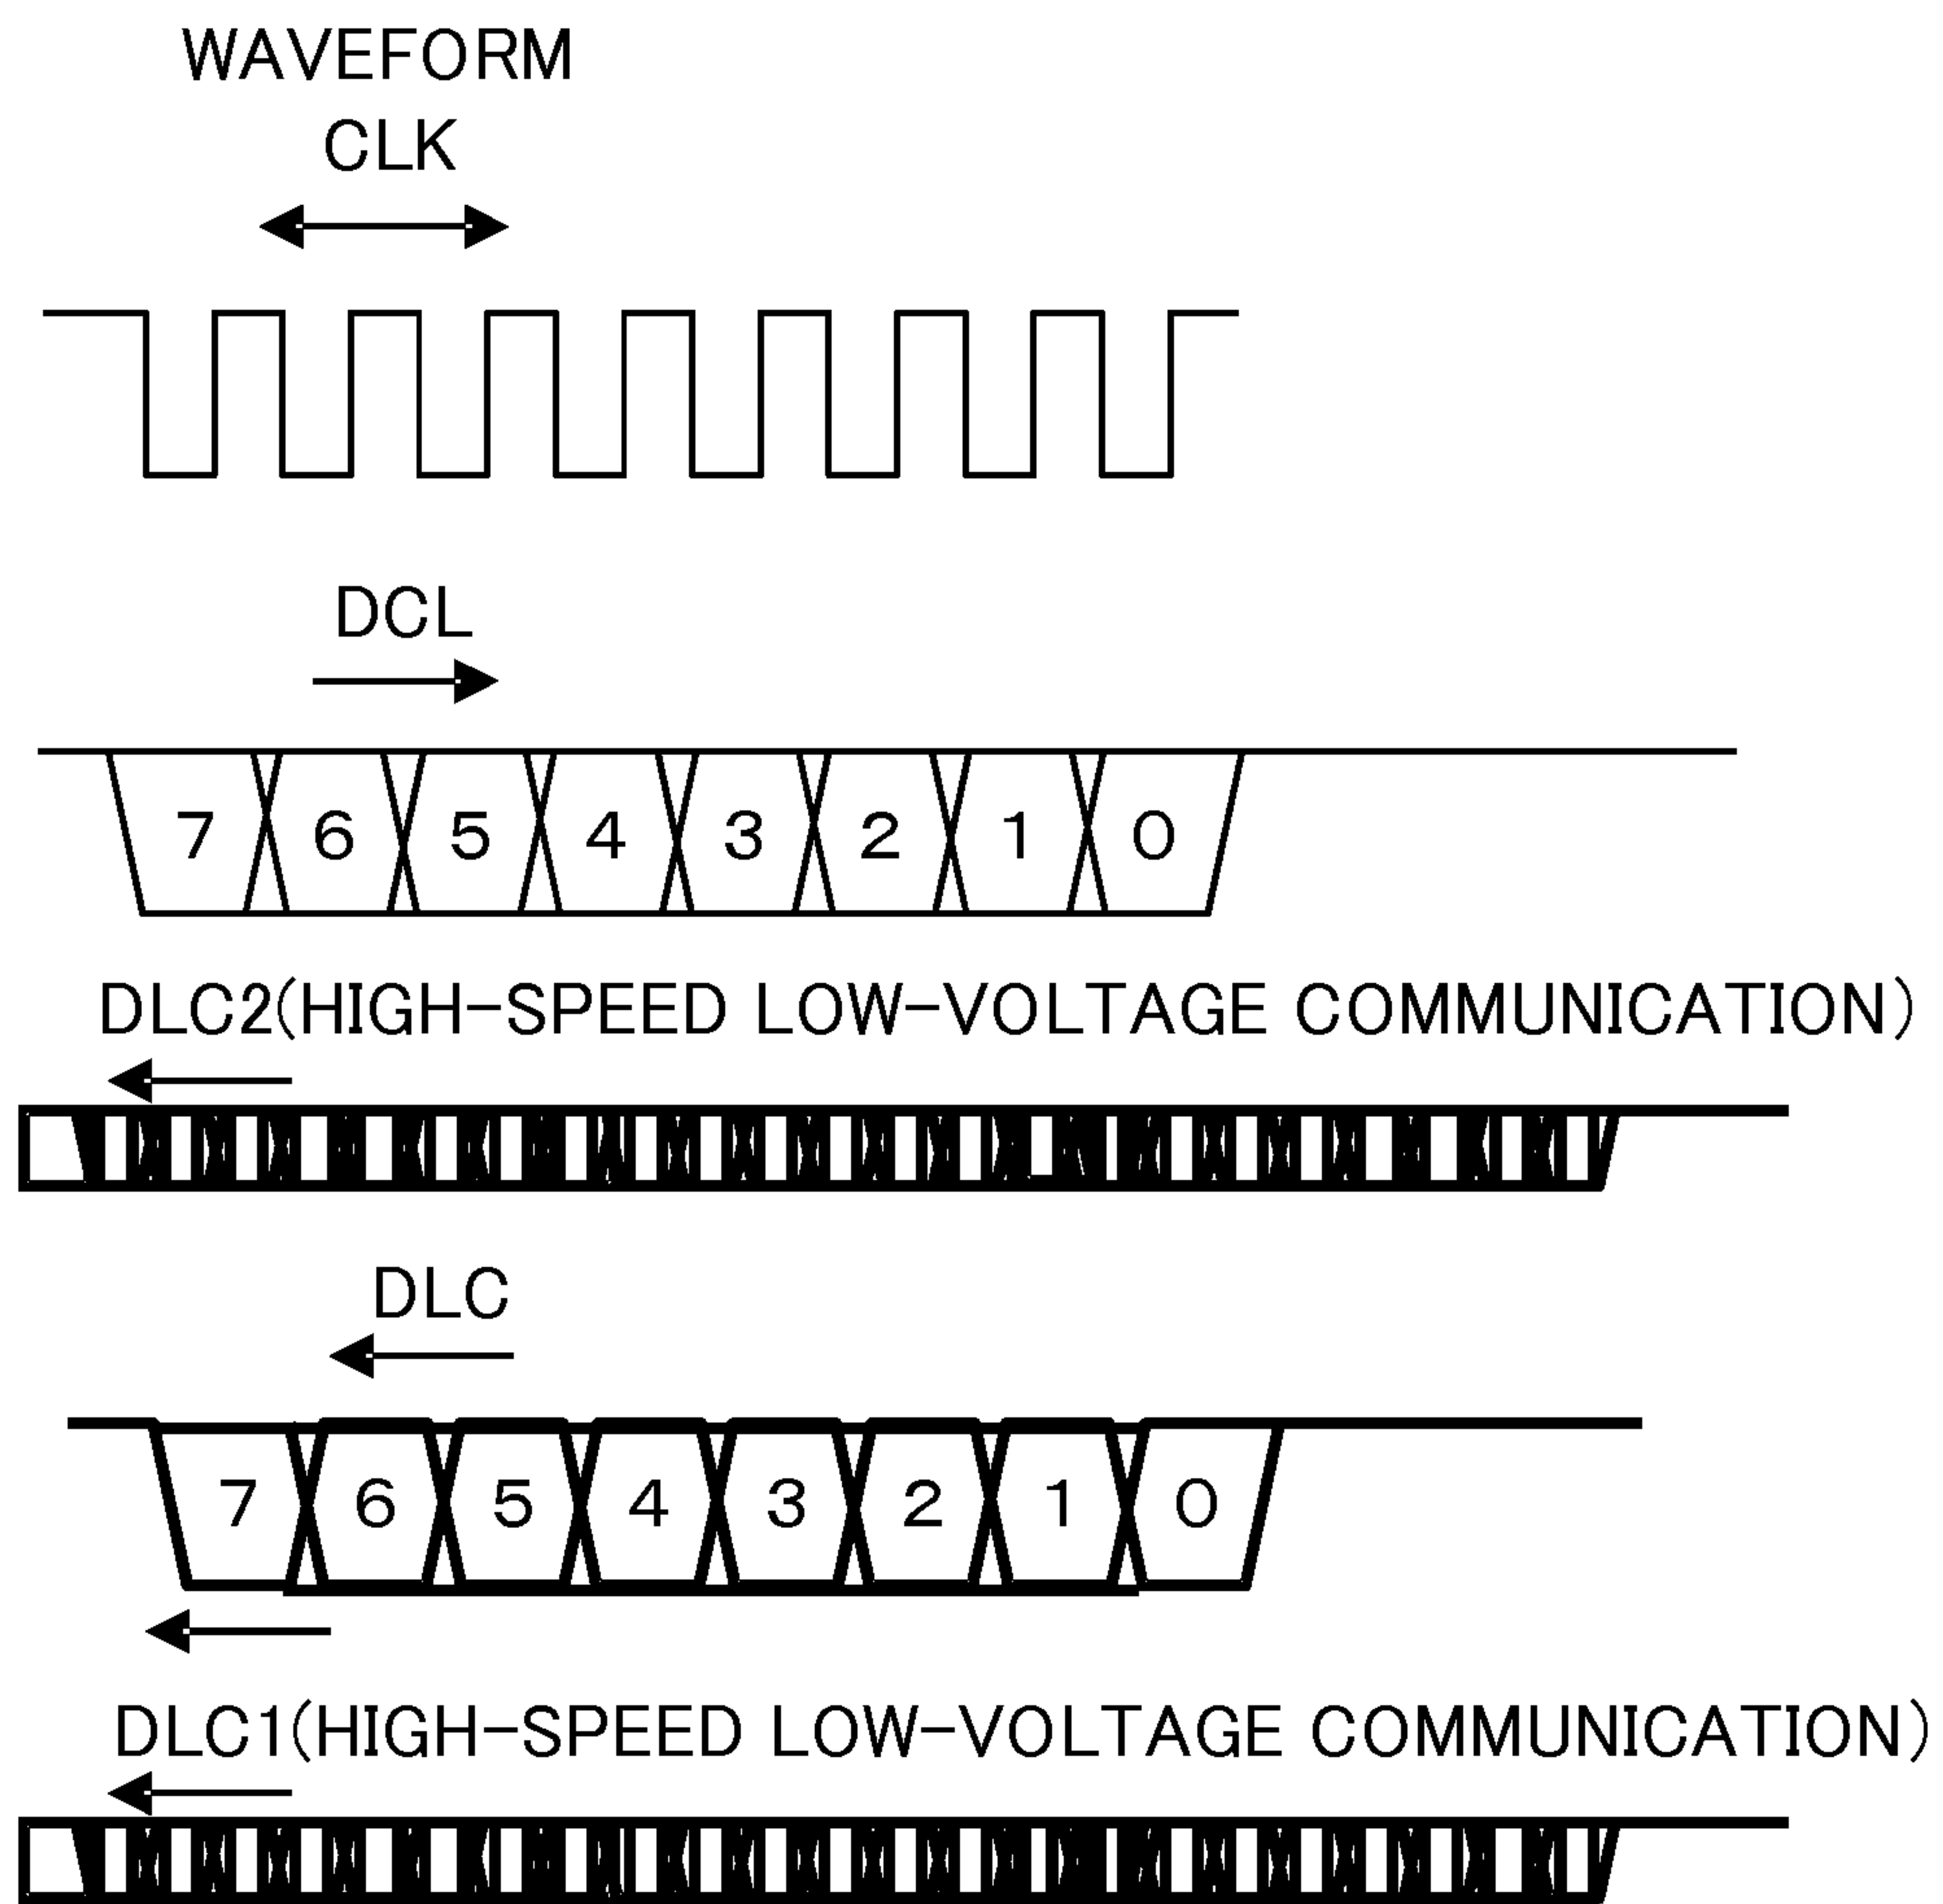 WAVEFORM
CLK
DCL
7 6 5 4 3 2 1 0
DLC2(HIGH-SPEED LOW-VOLTAGE COMMUNICATION)
DLC
7 6 5 4 3 2 1 0
DLC1(HIGH-SPEED LOW-VOLTAGE COMMUNICATION)